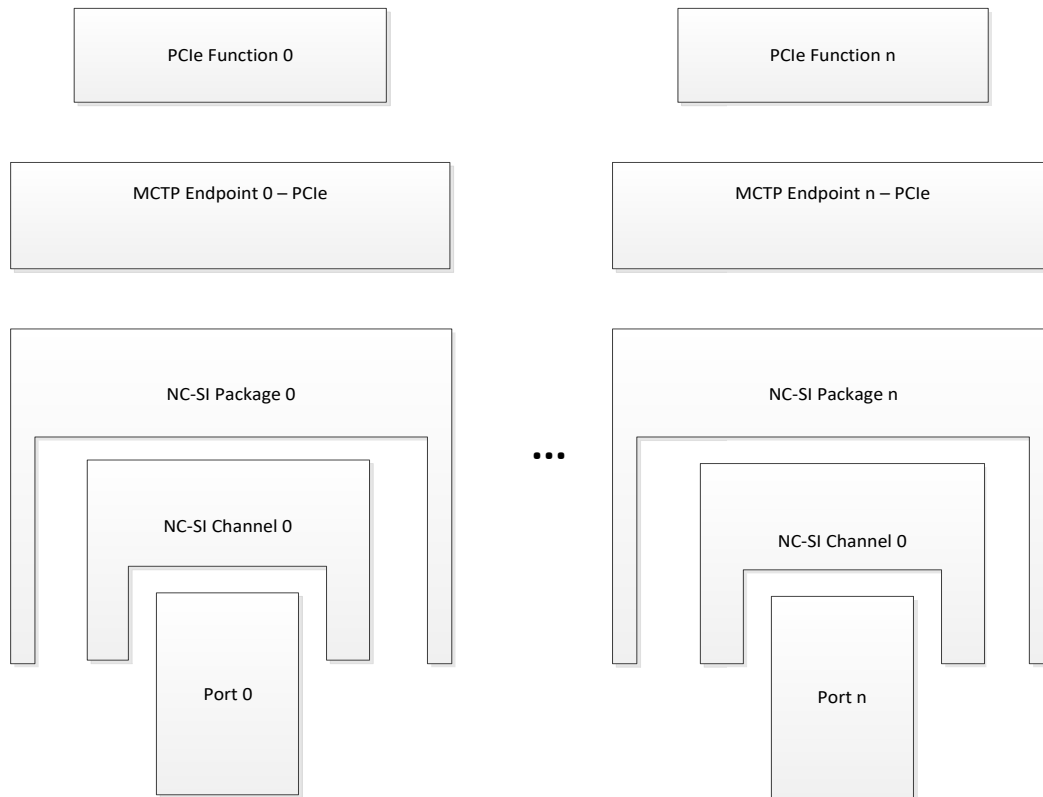 PCIe Function 0
PCIe Function n
MCTP Endpoint 0 – PCIe
MCTP Endpoint n – PCIe
NC-SI Package 0
NC-SI Package n
...
NC-SI Channel 0
NC-SI Channel 0
Port 0
Port n